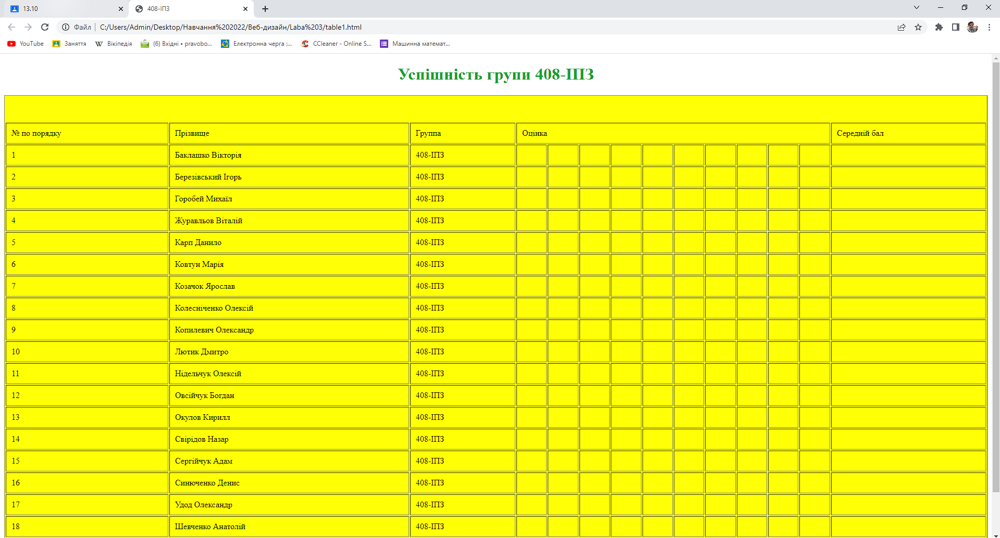 13.10
408-ІПЗ
Файл C:/Users/Admin/Desktop/Навчання%202022/Веб-дизайн/Laba%203/table1.html
YouTube Заняття Вікіпедія (6) Вхідні • pravobo... Електронна черга :... CCleaner - Online S... Машинна математ...
Успішність групи 408-ІПЗ
№ по порядку Прізвище Группа Оцінка Середній бал
1 Баклашко Вікторія 408-ІПЗ
2 Березівський Ігорь 408-ІПЗ
3 Горобей Михаїл 408-ІПЗ
4 Журавльов Віталій 408-ІПЗ
5 Карп Данило 408-ІПЗ
6 Ковтун Марія 408-ІПЗ
7 Козачок Ярослав 408-ІПЗ
8 Колесніченко Олексій 408-ІПЗ
9 Копилевич Олександр 408-ІПЗ
10 Лютик Дмитро 408-ІПЗ
11 Нідельчук Олексій 408-ІПЗ
12 Овсійчук Богдан 408-ІПЗ
13 Окулов Кирилл 408-ІПЗ
14 Свірідов Назар 408-ІПЗ
15 Сергійчук Адам 408-ІПЗ
16 Синюченко Денис 408-ІПЗ
17 Удод Олександр 408-ІПЗ
18 Шевченко Анатолій 408-ІПЗ